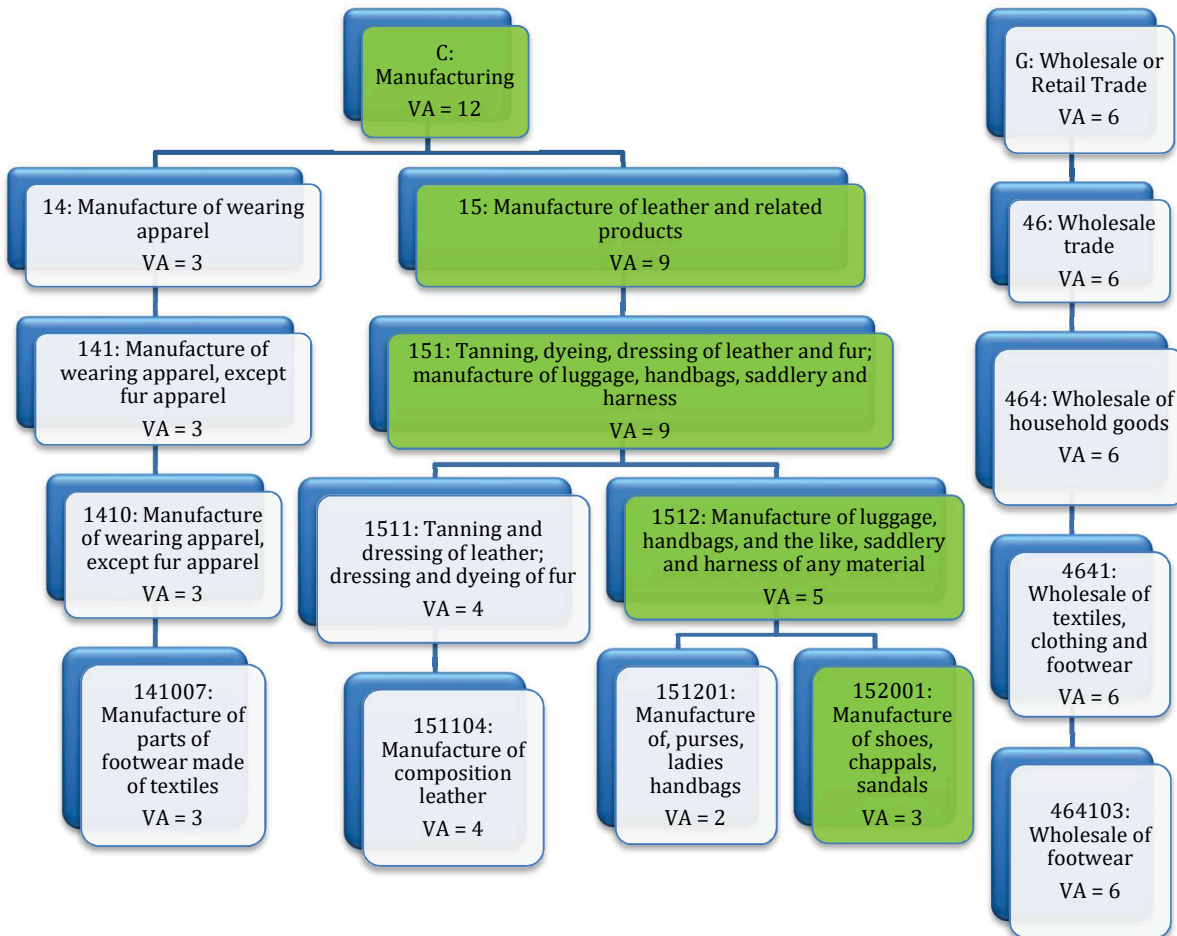 C:
Manufacturing
VA = 12
G: Wholesale or
Retail Trade
VA = 6
14: Manufacture of wearing
apparel
VA = 3
15: Manufacture of leather and related
products
VA = 9
46: Wholesale
trade
VA = 6
141: Manufacture of
wearing apparel, except
fur apparel
VA = 3
151: Tanning, dyeing, dressing of leather and fur;
manufacture of luggage, handbags, saddlery and
harness
VA = 9
464: Wholesale of
household goods
VA = 6
1410: Manufacture
of wearing apparel,
except fur apparel
VA = 3
1511: Tanning and
dressing of leather;
dressing and dyeing of fur
VA = 4
1512: Manufacture of luggage,
handbags, and the like, saddlery
and harness of any material
VA = 5
4641:
Wholesale of
textiles,
clothing and
footwear
VA = 6
141007:
Manufacture of
parts of
footwear made
of textiles
VA = 3
151104:
Manufacture of
composition
leather
VA = 4
151201:
Manufacture
of, purses,
ladies
handbags
VA = 2
152001:
Manufacture
of shoes,
chappals,
sandals
VA = 3
464103:
Wholesale of
footwear
VA = 6